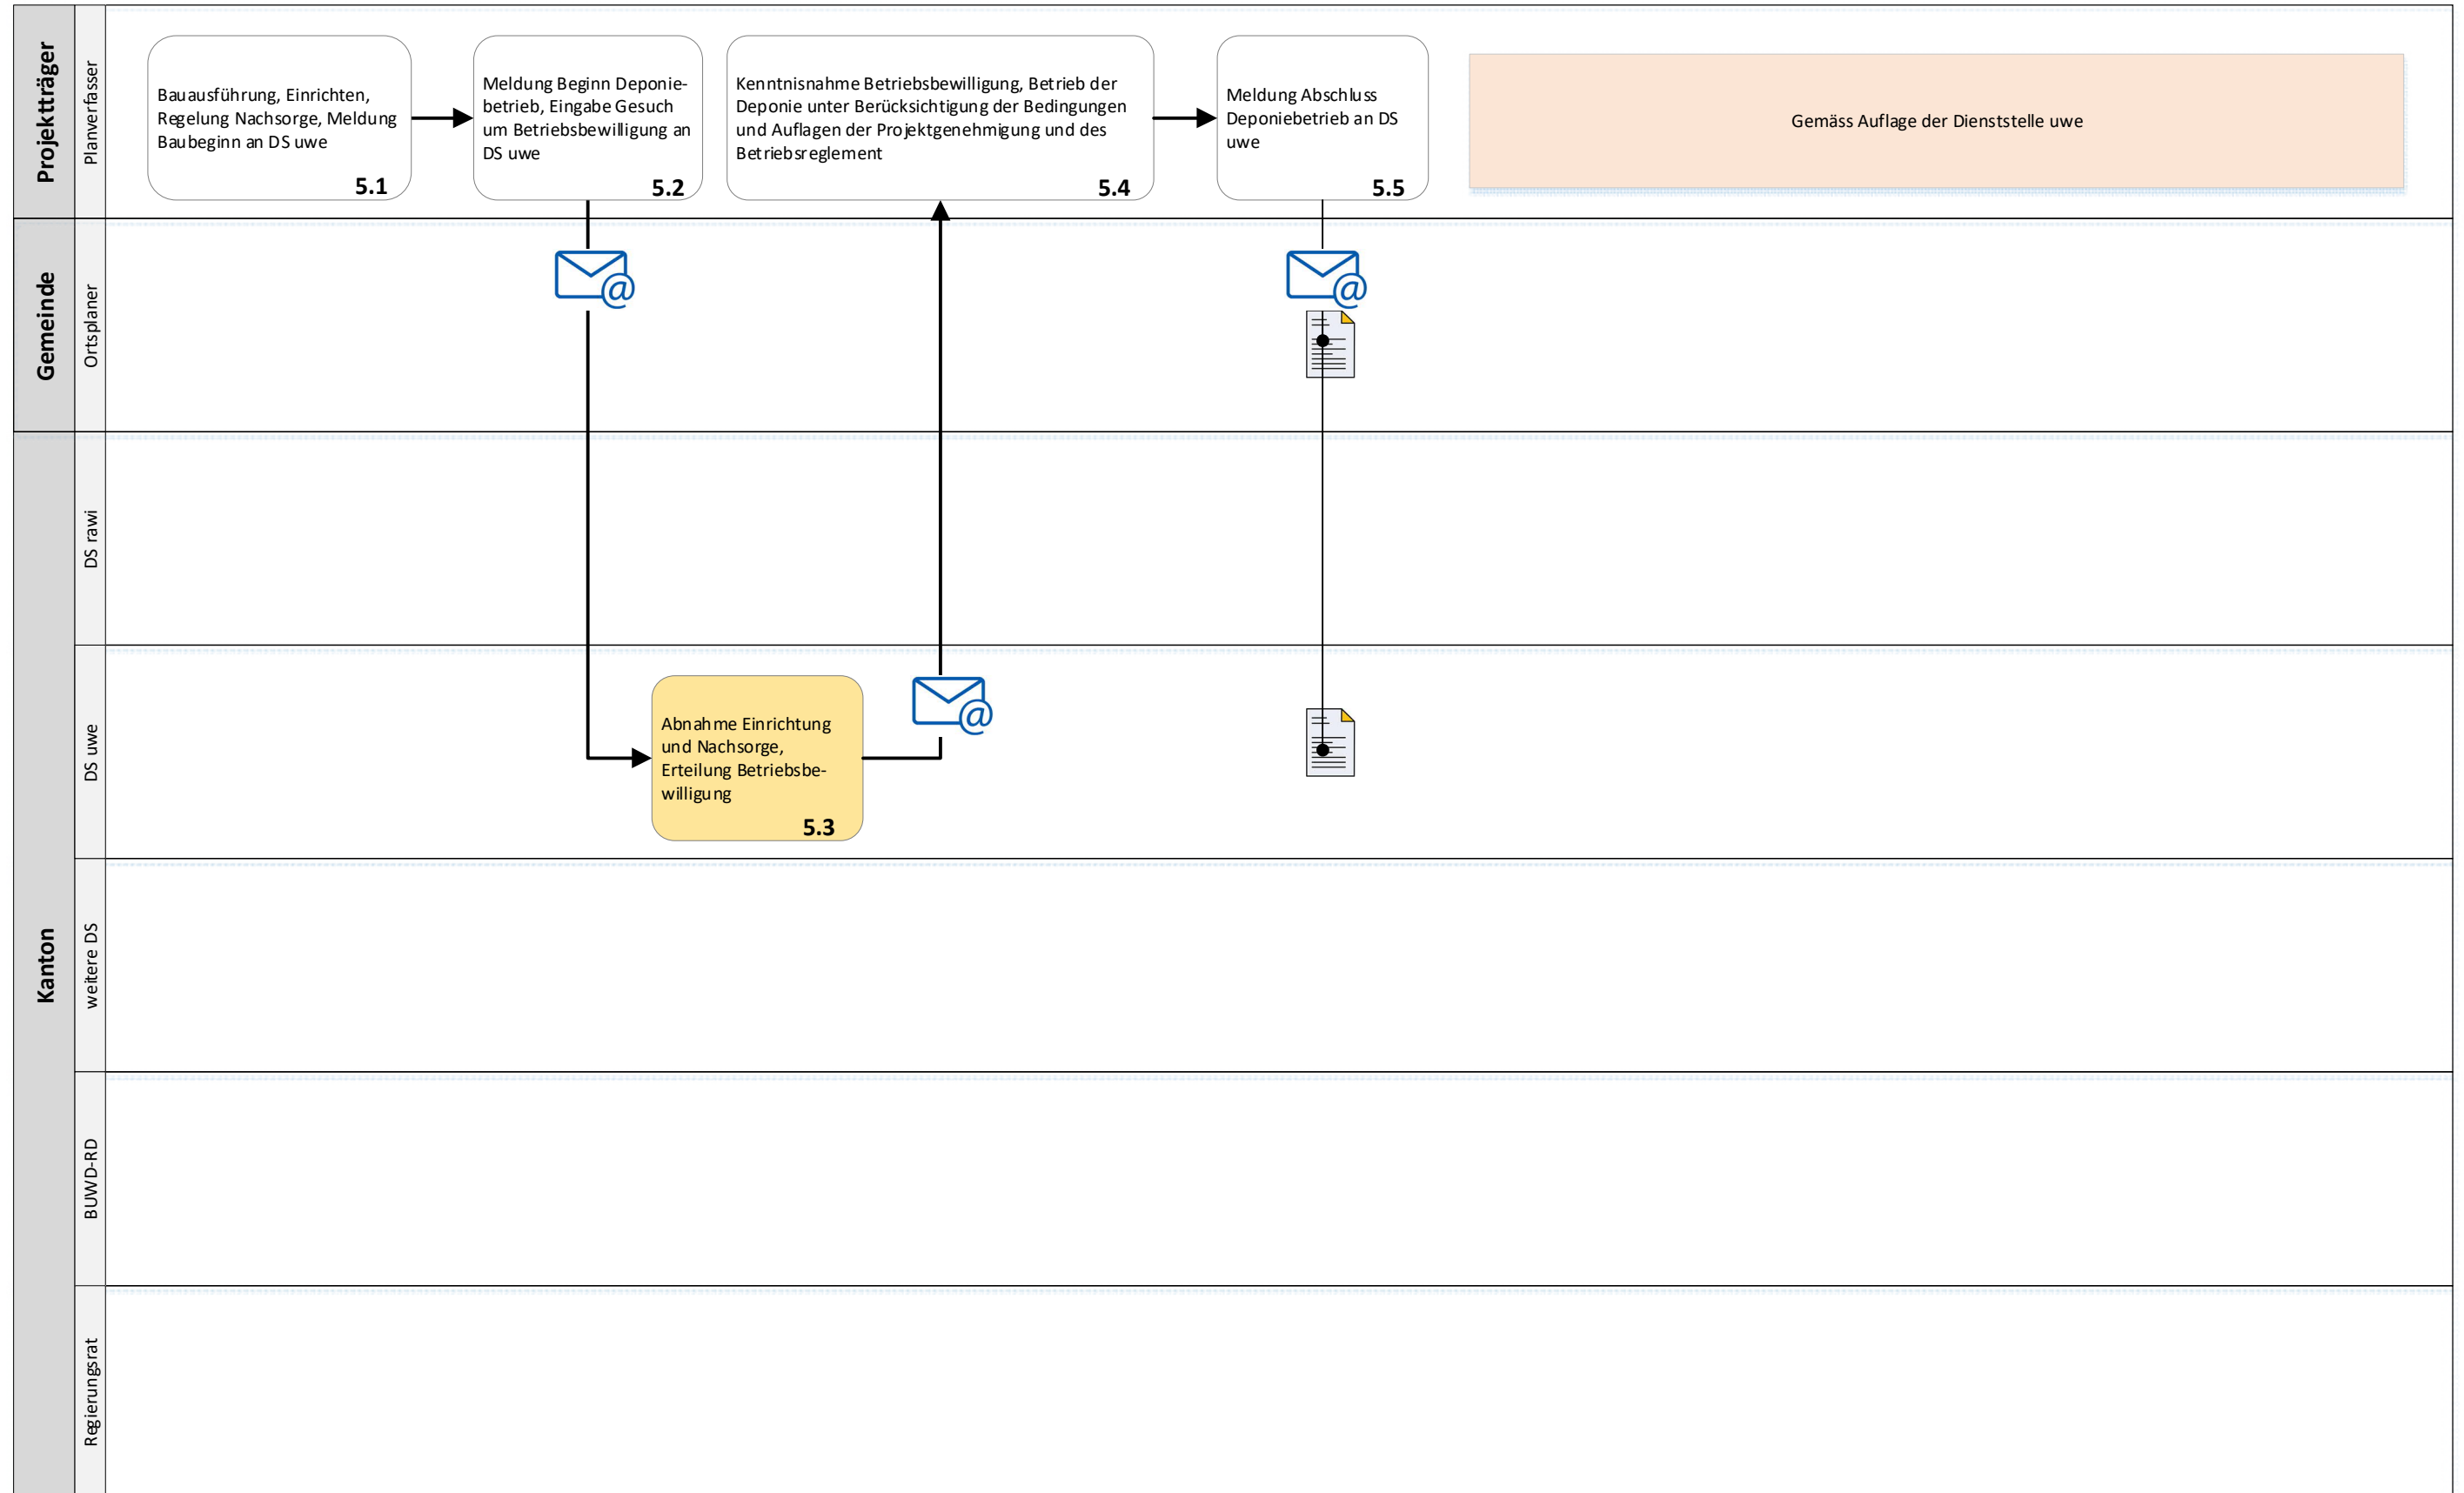 Projektträger
Planverfasser
Bauausführung, Einrichten,
Regelung Nachsorge, Meldung
Baubeginn an DS uwe
5.1
Meldung Beginn Deponie-
betrieb, Eingabe Gesuch
um Betriebsbewilligung an
DS uwe
5.2
Kenntnisnahme Betriebsbewilligung, Betrieb der
Deponie unter Berücksichtigung der Bedingungen
und Auflagen der Projektgenehmigung und des
Betriebsreglement
5.4
Meldung Abschluss
Deponiebetrieb an DS
uwe
5.5
Gemäss Auflage der Dienststelle uwe
Gemeinde
Ortsplaner
@
@
Kanton
DS rawi
DS uwe
Abnahme Einrichtung
und Nachsorge,
Erteilung Betriebsbe-
willigung
5.3
@
weitere DS
BUWD-RD
Regierungsrat